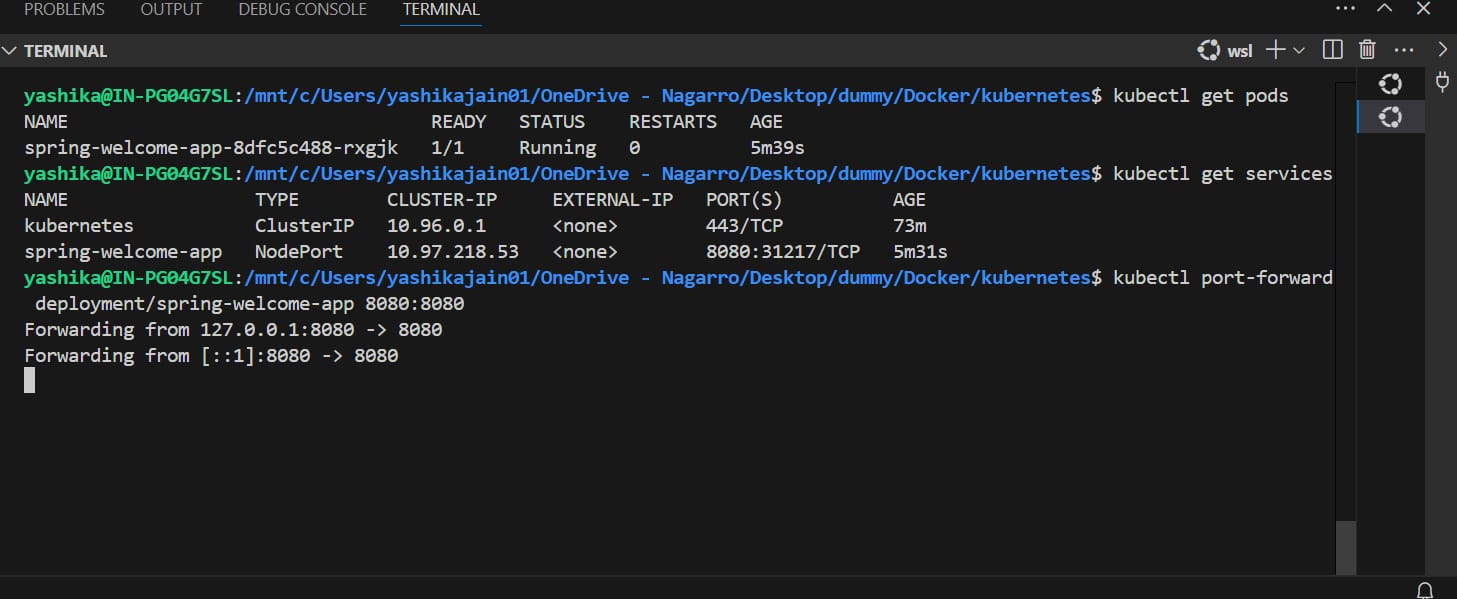 PROBLEMS OUTPUT DEBUG CONSOLE TERMINAL
TERMINAL wsl
yashika@IN-PG04G7SL:/mnt/c/Users/yashikajain01/OneDrive - Nagarro/Desktop/dummy/Docker/kubernetes$ kubectl get pods
NAME READY STATUS RESTARTS AGE
spring-welcome-app-8dfc5c488-rxgjk 1/1 Running 0 5m39s
yashika@IN-PG04G7SL:/mnt/c/Users/yashikajain01/OneDrive - Nagarro/Desktop/dummy/Docker/kubernetes$ kubectl get services
NAME TYPE CLUSTER-IP EXTERNAL-IP PORT(S) AGE
kubernetes ClusterIP 10.96.0.1 <none> 443/TCP 73m
spring-welcome-app NodePort 10.97.218.53 <none> 8080:31217/TCP 5m31s
yashika@IN-PG04G7SL:/mnt/c/Users/yashikajain01/OneDrive - Nagarro/Desktop/dummy/Docker/kubernetes$ kubectl port-forward
deployment/spring-welcome-app 8080:8080
Forwarding from 127.0.0.1:8080 -> 8080
Forwarding from [::1]:8080 -> 8080